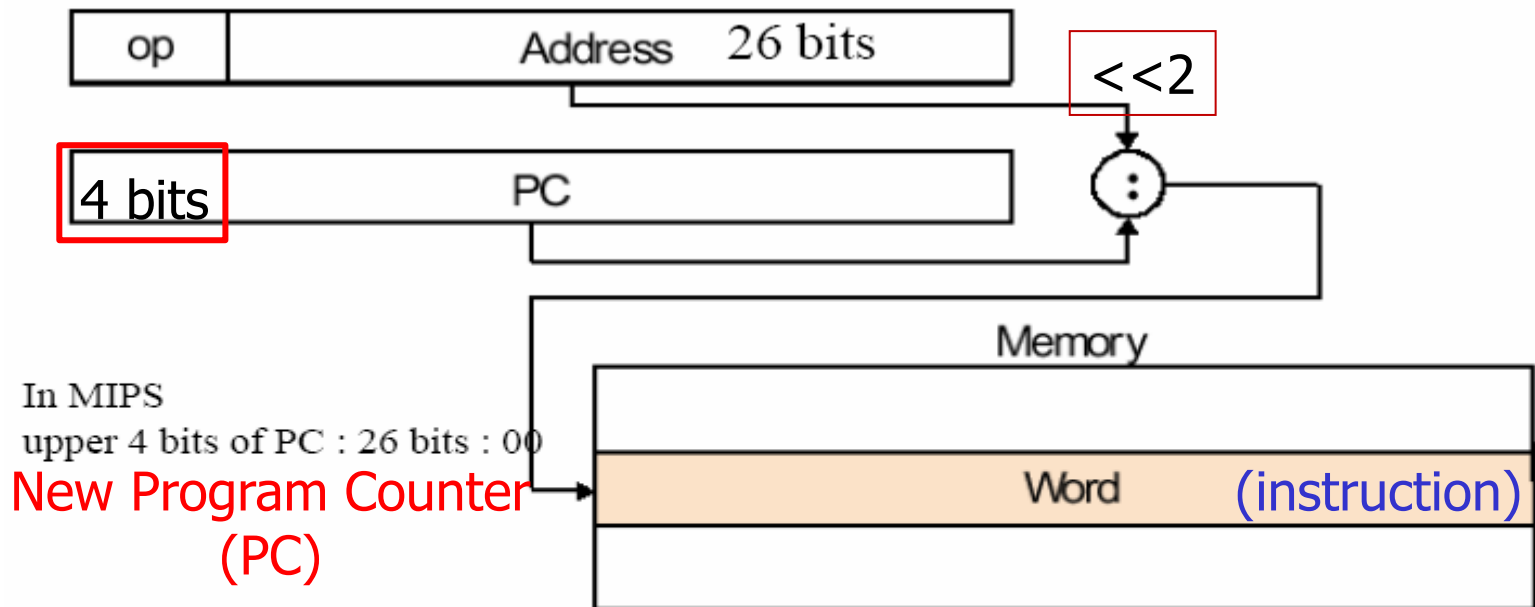 op Address 26 bits
<<2
4 bits PC
:
Memory
In MIPS
upper 4 bits of PC : 26 bits : 00
New Program Counter
(PC)
Word (instruction)